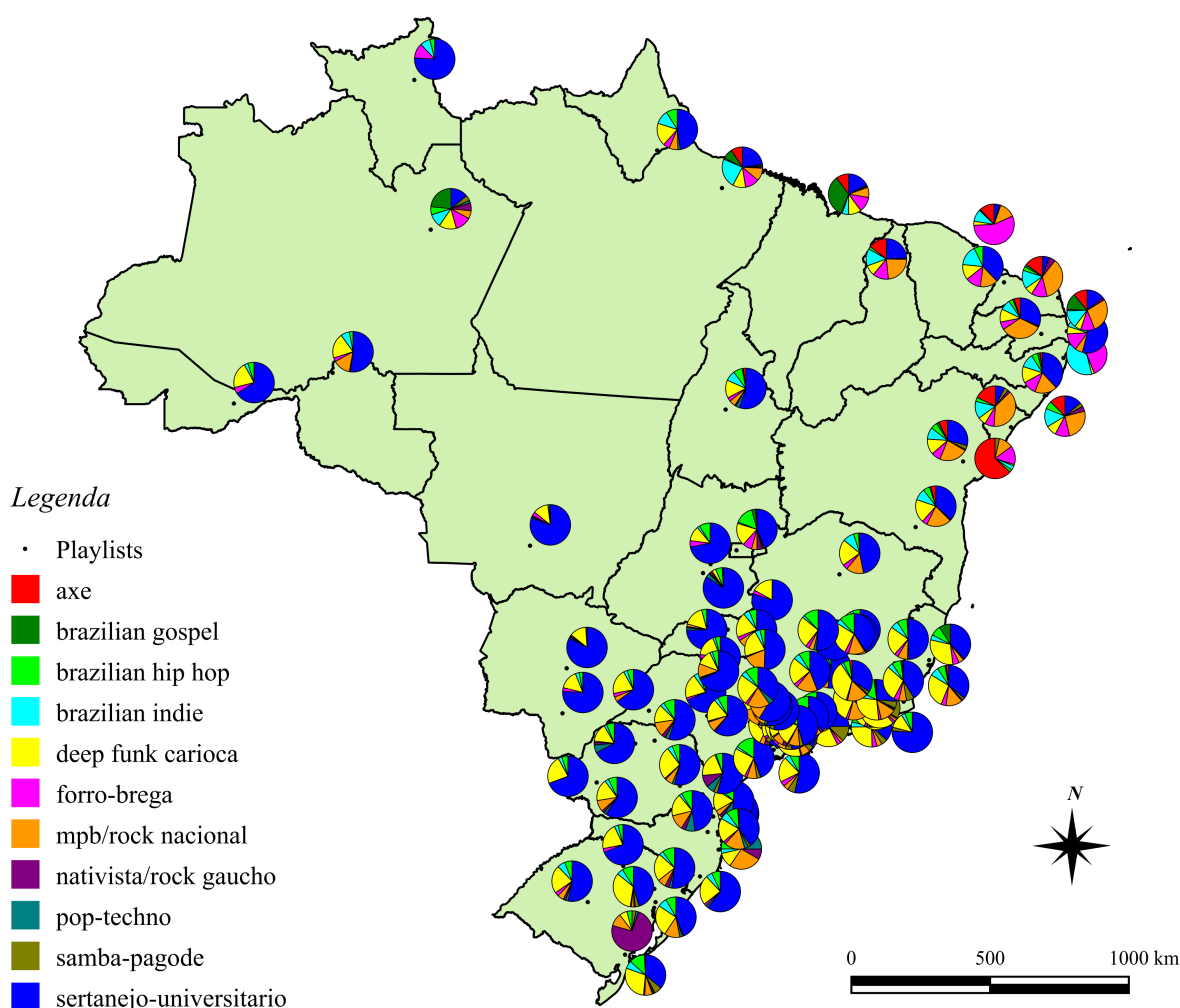 Legenda
Playlists
axe
brazilian gospel
brazilian hip hop
brazilian indie
deep funk carioca
forro-brega
mpb/rock nacional
nativista/rock gaucho
pop-techno
samba-pagode
sertanejo-universitario
N
0 500 1000 km